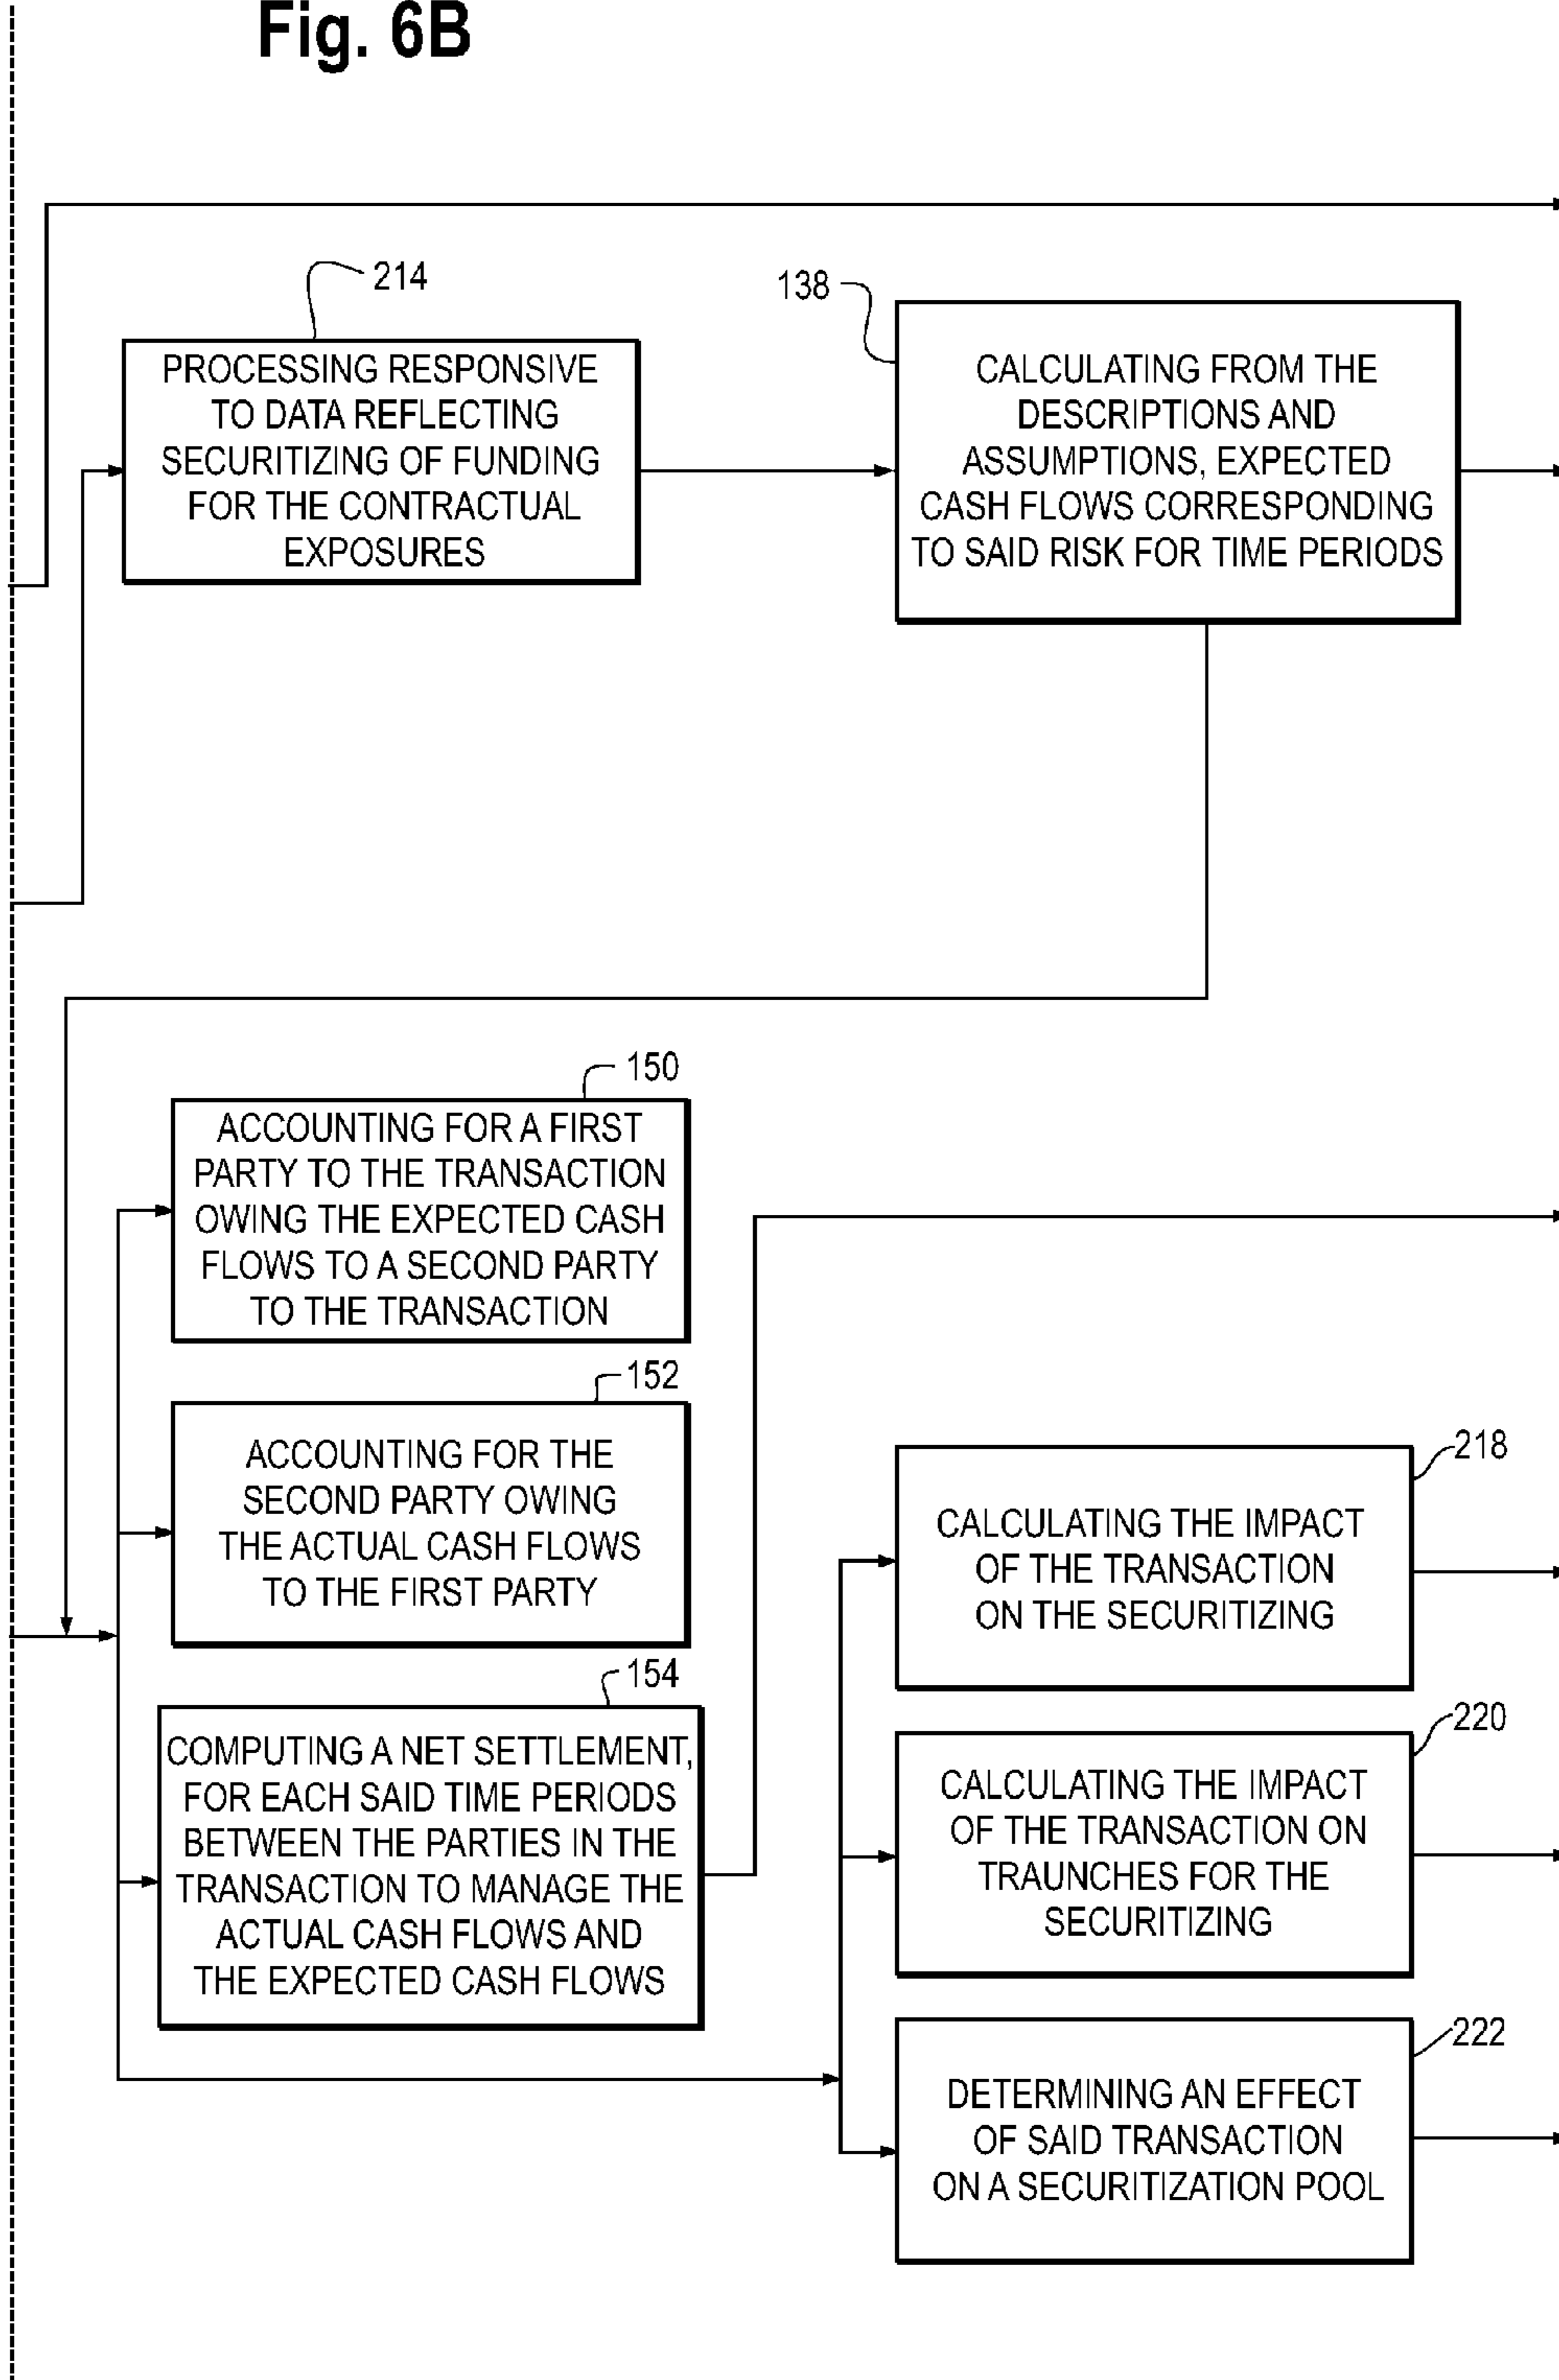 Fig. 6B
214
PROCESSING RESPONSIVE
TO DATA REFLECTING
SECURITIZING OF FUNDING
FOR THE CONTRACTUAL
EXPOSURES
138
CALCULATING FROM THE
DESCRIPTIONS AND
ASSUMPTIONS, EXPECTED
CASH FLOWS CORRESPONDING
TO SAID RISK FOR TIME PERIODS
150
ACCOUNTING FOR A FIRST
PARTY TO THE TRANSACTION
OWING THE EXPECTED CASH
FLOWS TO A SECOND PARTY
TO THE TRANSACTION
152
ACCOUNTING FOR THE
SECOND PARTY OWING
THE ACTUAL CASH FLOWS
TO THE FIRST PARTY
154
COMPUTING A NET SETTLEMENT,
FOR EACH SAID TIME PERIODS
BETWEEN THE PARTIES IN THE
TRANSACTION TO MANAGE THE
ACTUAL CASH FLOWS AND
THE EXPECTED CASH FLOWS
218
CALCULATING THE IMPACT
OF THE TRANSACTION
ON THE SECURITIZING
220
CALCULATING THE IMPACT
OF THE TRANSACTION ON
TRAUNCHES FOR THE
SECURITIZING
222
DETERMINING AN EFFECT
OF SAID TRANSACTION
ON A SECURITIZATION POOL